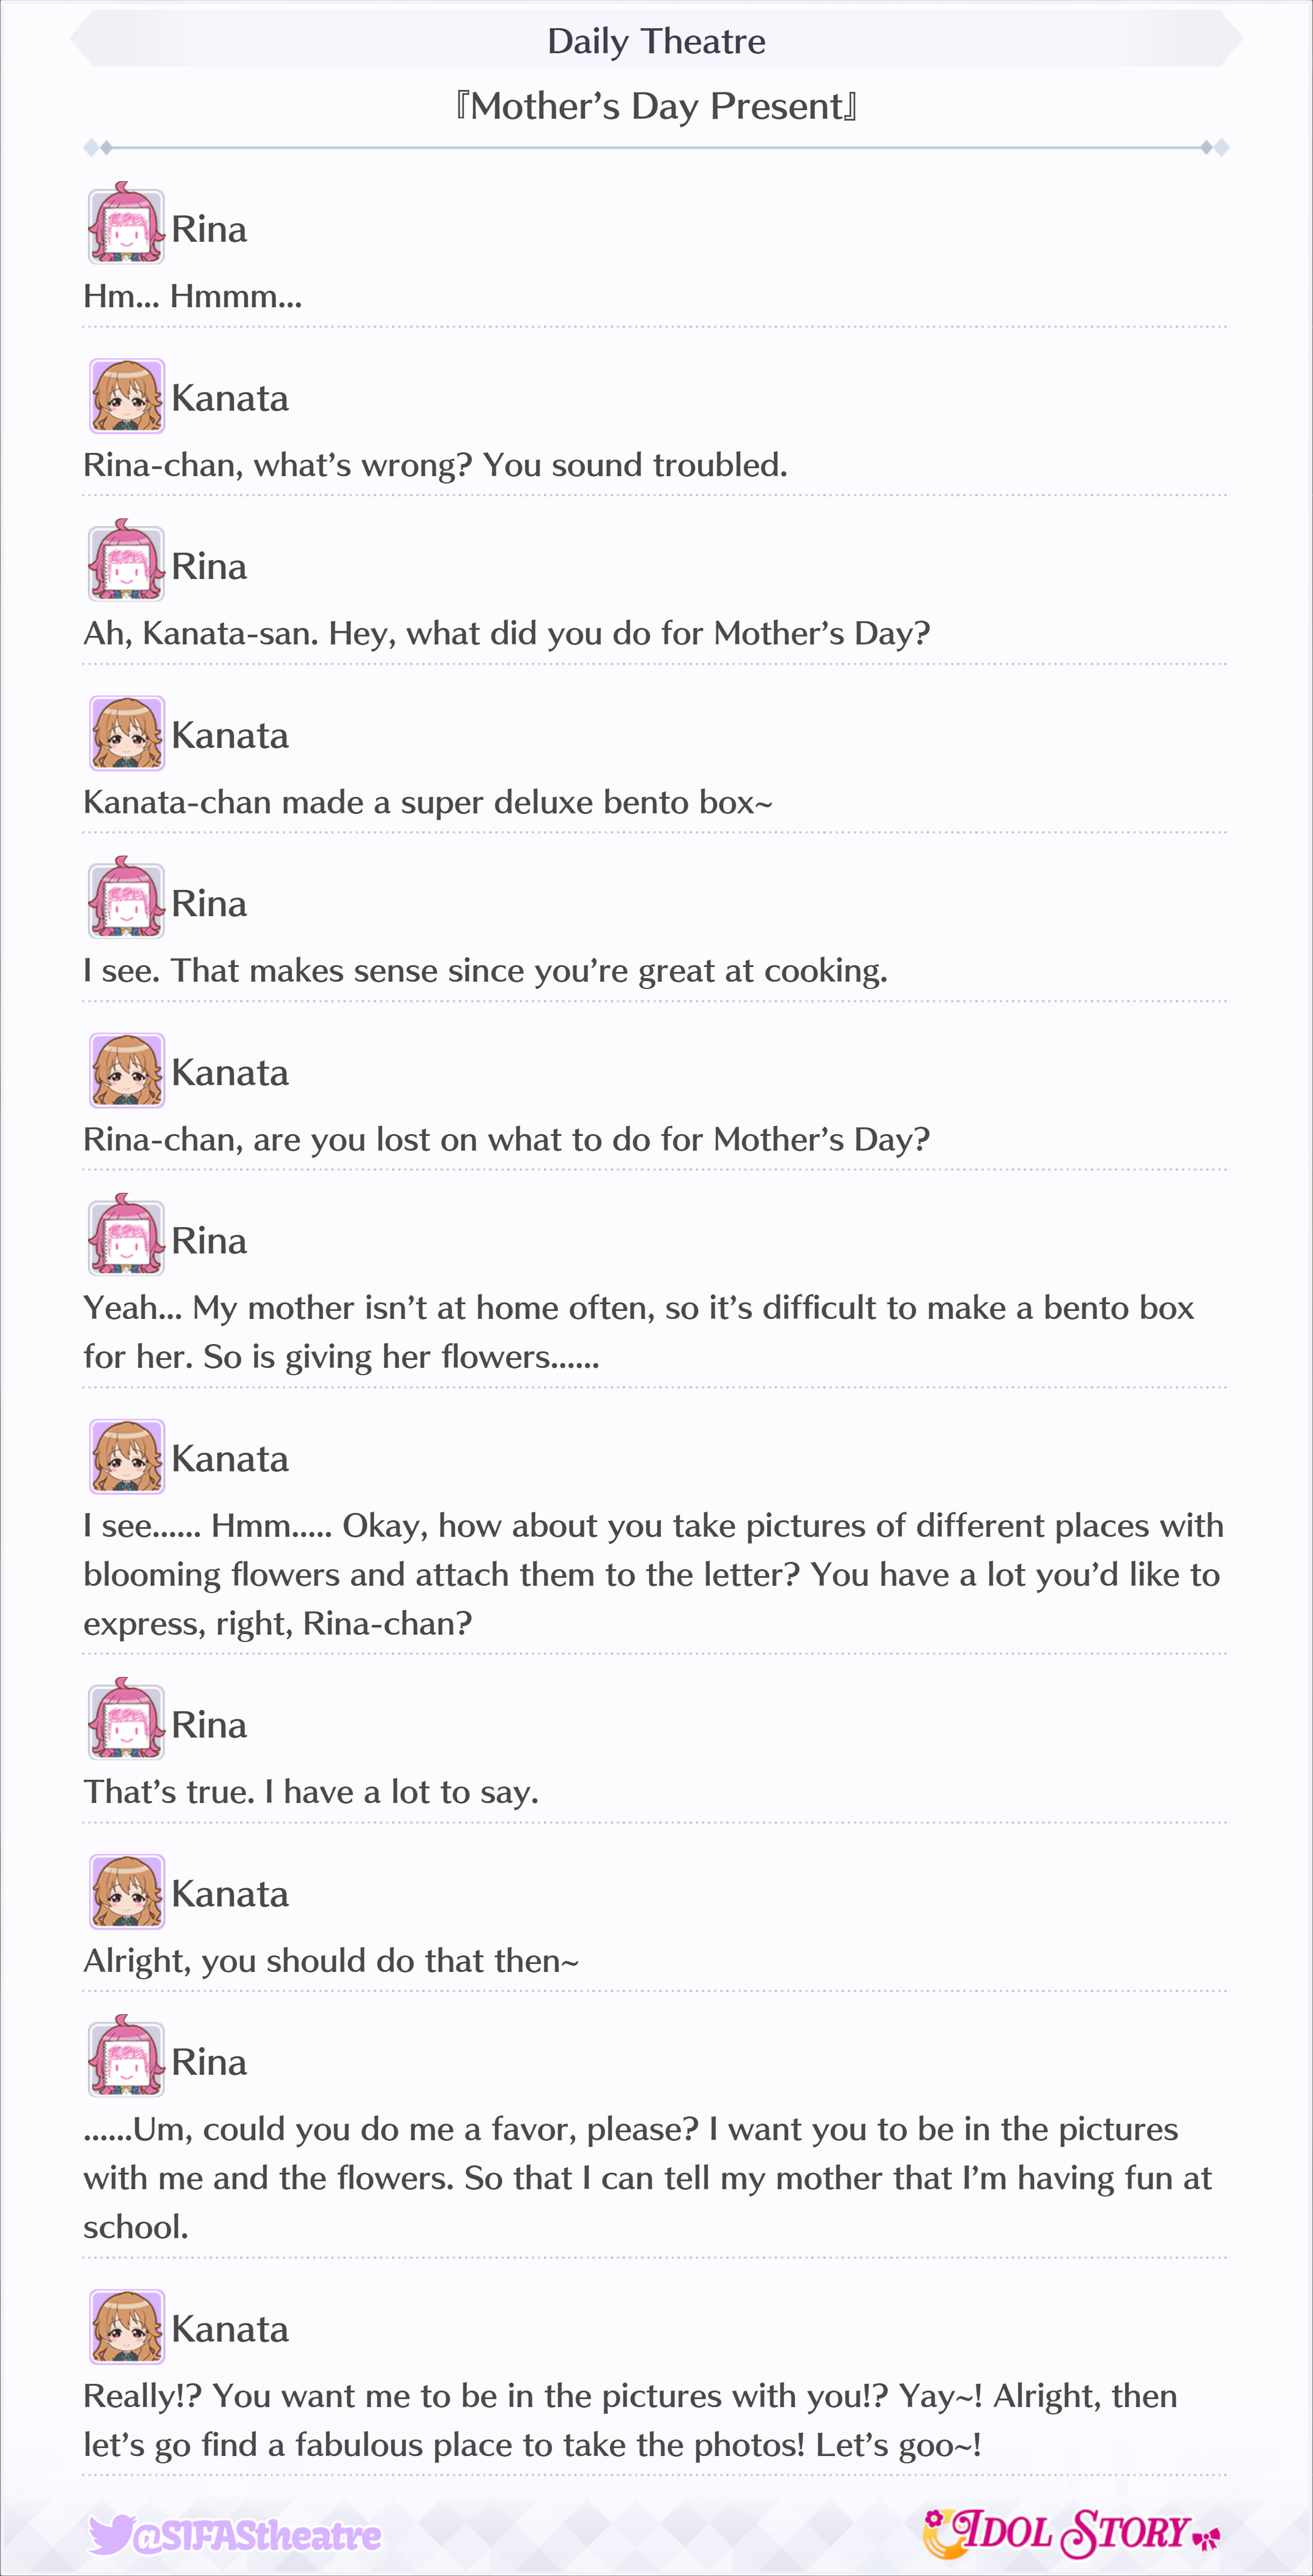 Daily Theatre
『Mother’s Day Present』
Rina
Hm... Hmmm...
Kanata
Rina-chan, what’s wrong? You sound troubled.
Rina
Ah, Kanata-san. Hey, what did you do for Mother’s Day?
Kanata
Kanata-chan made a super deluxe bento box~
Rina
I see. That makes sense since you’re great at cooking.
Kanata
Rina-chan, are you lost on what to do for Mother’s Day?
Rina
Yeah... My mother isn’t at home often, so it’s difficult to make a bento box
for her. So is giving her flowers......
Kanata
I see...... Hmm..... Okay, how about you take pictures of different places with
blooming flowers and attach them to the letter? You have a lot you’d like to
express, right, Rina-chan?
Rina
That’s true. I have a lot to say.
Kanata
Alright, you should do that then~
Rina
......Um, could you do me a favor, please? I want you to be in the pictures
with me and the flowers. So that I can tell my mother that I’m having fun at
school.
Kanata
Really!? You want me to be in the pictures with you!? Yay~! Alright, then
let’s go find a fabulous place to take the photos! Let’s goo~!
@SIFAStheatre
IDOL STORY